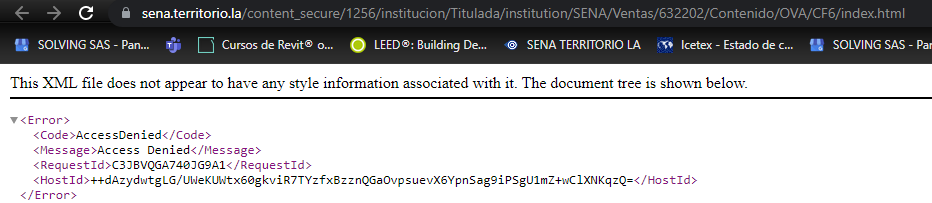 sena.territorio.la/content_secure/1256/institucion/Titulada/institution/SENA/Ventas/632202/Contenido/OVA/CF6/index.html
SOLVING SAS - Pan... Cursos de Revit® o... LEED®: Building De... SENA TERRITORIO LA Icetex - Estado de c... SOLVING SAS - Par
This XML file does not appear to have any style information associated with it. The document tree is shown below.
▼<Error>
<Code>AccessDenied</Code>
<Message>Access Denied</Message>
<RequestId>C3JBVQGA740JG9A1</RequestId>
<HostId>++dAzydwtgLG/UWeKUWtx60gkviR7TYzfxBzznQGaOvpsuevX6YpnSag9iPSgU1mZ+wClXNKqzQ=</HostId>
</Error>